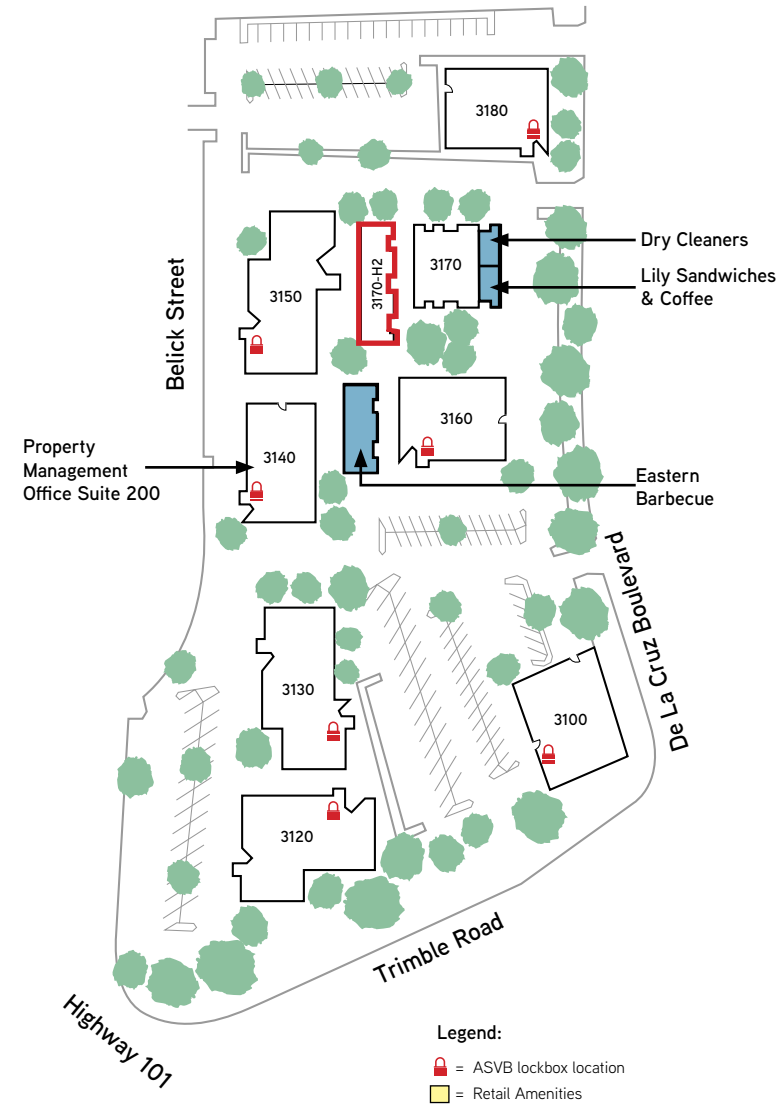 3180
Dry Cleaners
3170
3170-H2
Lily Sandwiches
& Coffee
3150
Belick Street
3160
3140
Property
Management
Office Suite 200
Eastern
Barbecue
De La Cruz Boulevard
3130
3100
3120
Trimble Road
Highway 101
Legend:
= ASVB lockbox location
= Retail Amenities